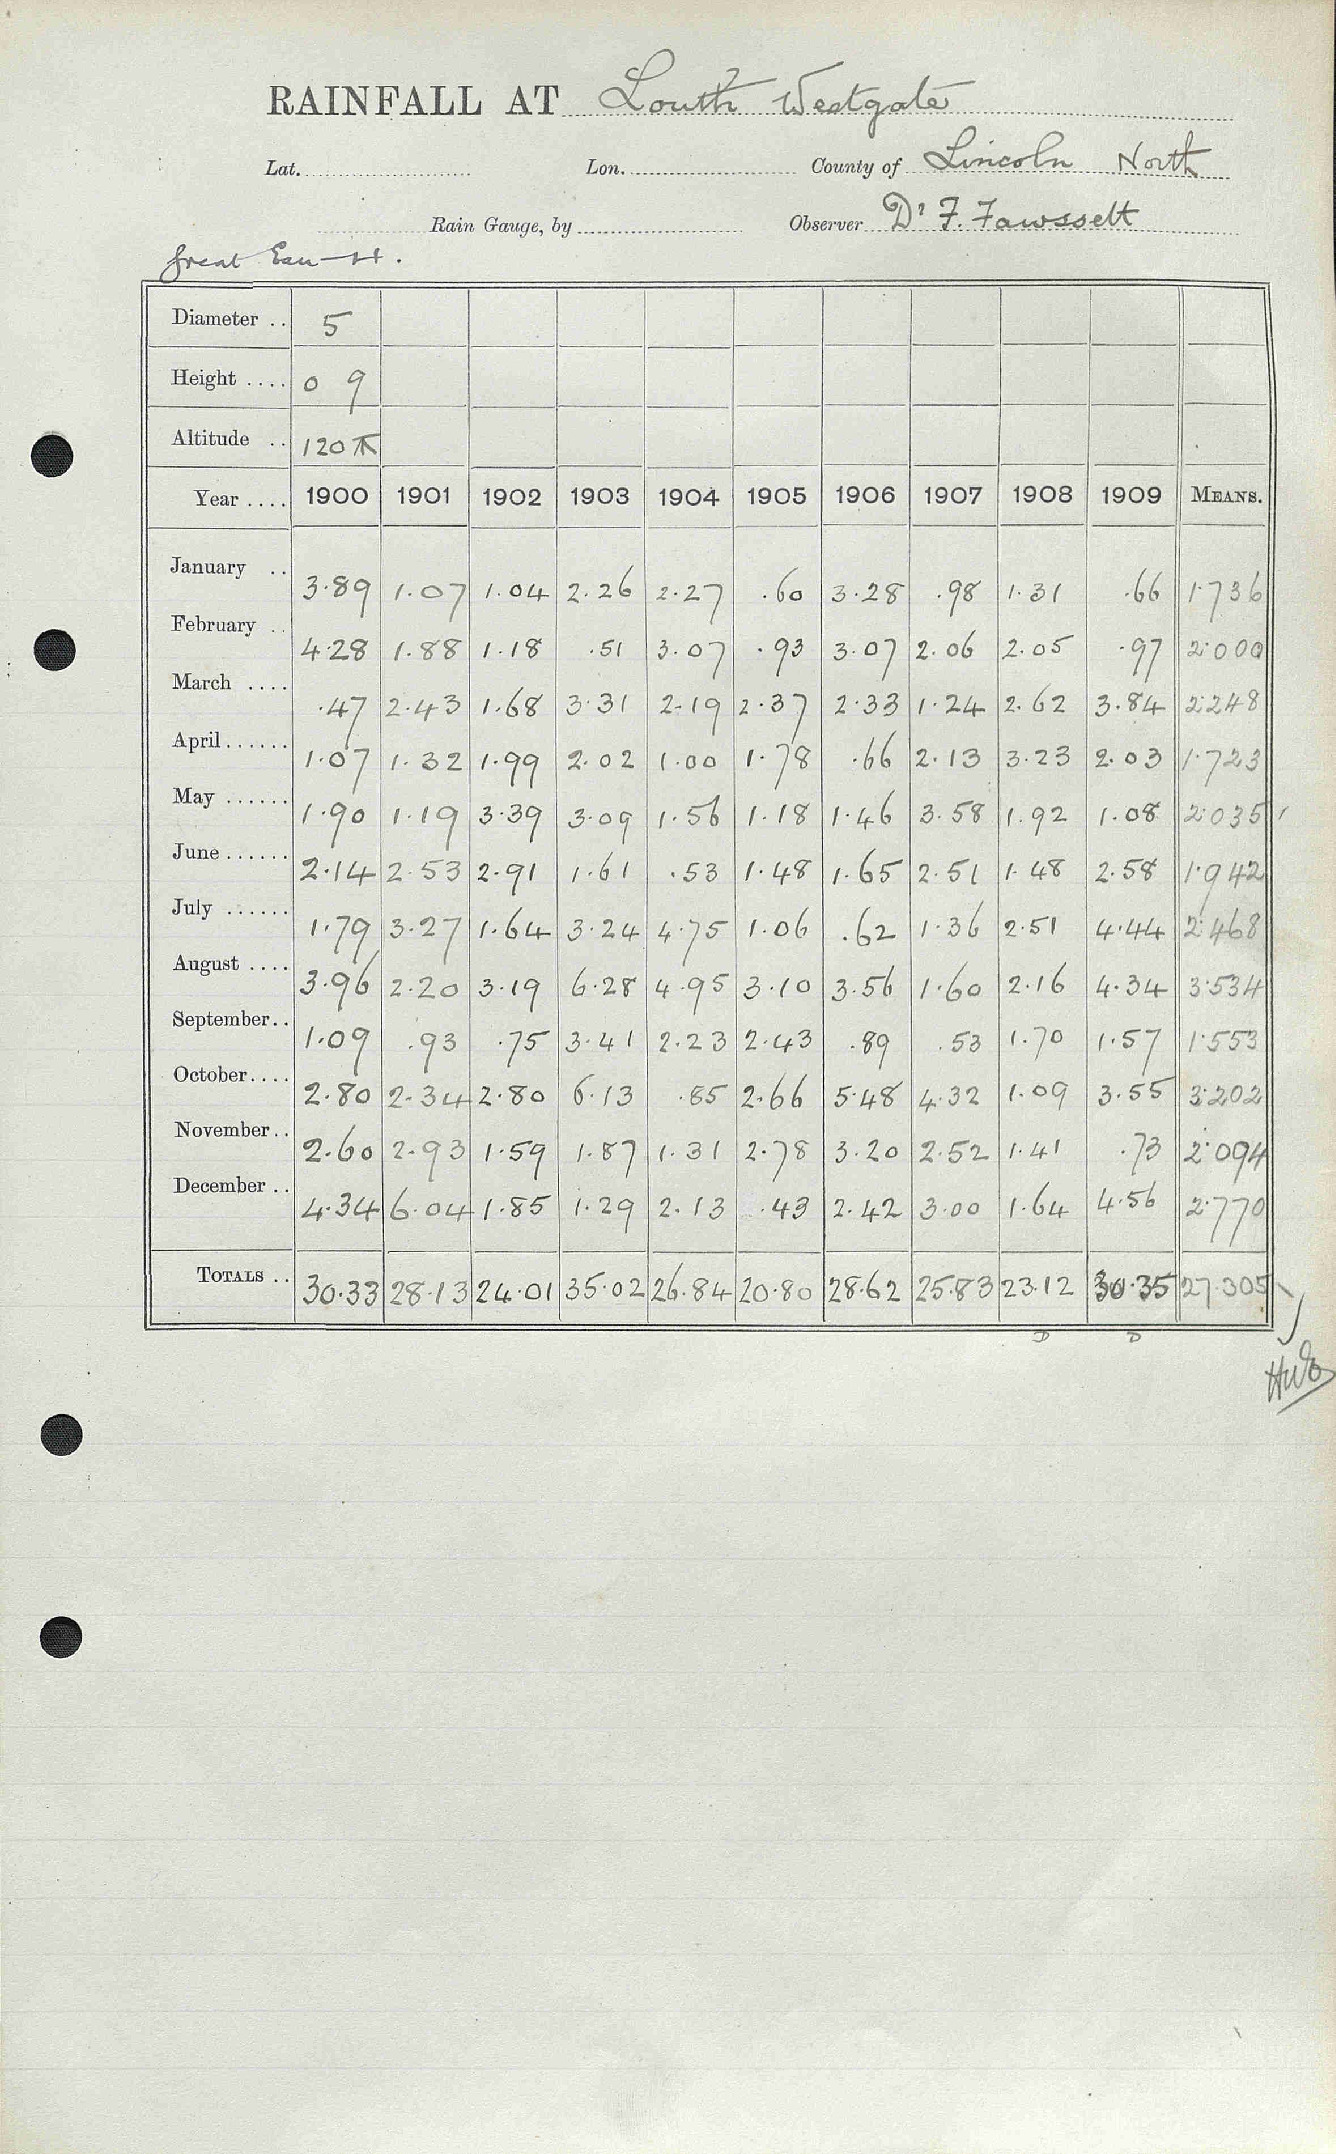 RAINFALL AT Louth Westgate
Lat. Lon. County of Lincoln North
Rain Gauge, by Observer Dr F. Fawssett
Great
Diameter .. 5
Height .... 0 9
Altitude .. 120
Year .... 1900 1901 1902 1903 1904 1905 1906 1907 1908 1909 MEANS.
January .. 3.89 1.07 1.04 2.26 2.27 .60 3.28 .98 1.31 .66 1.736
February .. 4.28 1.88 1.18 .51 3.07 .93 3.07 2.06 2.05 .97 2.000
March .... .47 2.43 1.68 3.31 2.19 2.37 2.33 1.24 2.62 3.84 2.248
April ...... 1.07 1.32 1.99 2.02 1.00 1.78 .66 2.13 3.23 2.03 1.723
May ...... 1.90 1.19 3.39 3.09 1.56 1.18 1.46 3.58 1.92 1.08 2.035
June ...... 2.14 2.53 2.91 1.61 .53 1.48 1.65 2.51 1.48 2.58 1.942
July ...... 1.79 3.27 1.64 3.24 4.75 1.06 .62 1.36 2.51 4.44 2.468
August .... 3.96 2.20 3.19 6.28 4.95 3.10 3.56 1.60 2.16 4.34 3.534
September .. 1.09 .93 .75 3.41 2.23 2.43 .89 .53 1.70 1.57 1.553
October .... 2.80 2.34 2.80 6.13 .85 2.66 5.48 4.32 1.09 3.55 3.202
November .. 2.60 2.93 1.59 1.87 1.31 2.78 3.20 2.52 1.41 .73 2.094
December .. 4.34 6.04 1.85 1.29 2.13 .43 2.42 3.00 1.64 4.56 2.770
TOTALS .. 30.33 28.13 24.01 35.02 26.84 20.80 28.62 25.83 23.12 30.35 27.305
D D